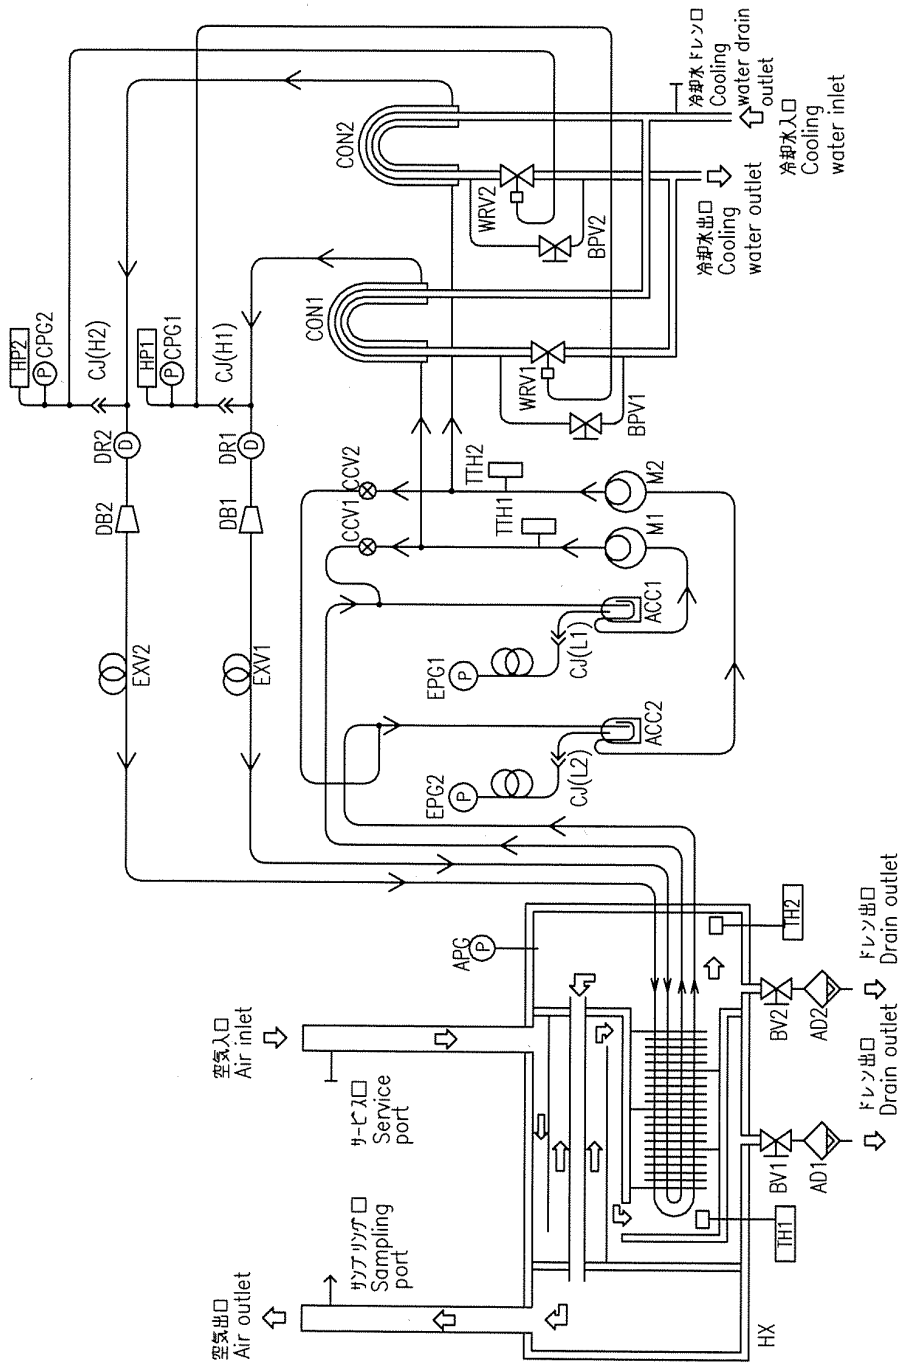 冷却水ドレン口
Cooling
water drain
outlet
冷却水入口
Cooling
water inlet
冷却水出口
Cooling
water outlet
CON2
WRV2
BPV2
CON1
WRV1
BPV1
HP2
P
CPG2
CJ(H2)
HP1
P
CPG1
CJ(H1)
DR2
D
DR1
D
DB2
DB1
EXV2
EXV1
CCV1
CCV2
TTH2
TTH1
M2
M1
ACC1
CJ(L1)
EPG1
P
ACC2
CJ(L2)
EPG2
P
APG
P
TH2
BV2
AD2
ドレン出口
Drain outlet
BV1
AD1
ドレン出口
Drain outlet
TH1
HX
空気入口
Air inlet
サービス口
Service
port
サンプリング口
Sampling
port
空気出口
Air outlet